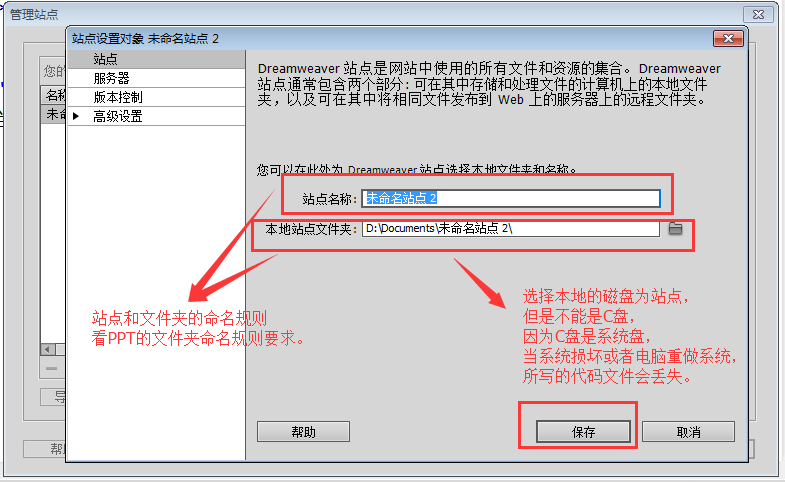 管理站点
站点设置对象 未命名站点 2
您的
名称
未命
导
帮助
站点
服务器
版本控制
高级设置
Dreamweaver 站点是网站中使用的所有文件和资源的集合。Dreamweaver
站点通常包含两个部分: 可在其中存储和处理文件的计算机上的本地文件
夹，以及可在其中将相同文件发布到 Web 上的服务器上的远程文件夹。
您可以在此处为 Dreamweaver 站点选择本地文件夹和名称。
站点名称: 未命名站点 2
本地站点文件夹: D:\Documents\未命名站点 2\
站点和文件夹的命名规则
看PPT的文件夹命名规则要求。
选择本地的磁盘为站点，
但是不能是C盘，
因为C盘是系统盘，
当系统损坏或者电脑重做系统，
所写的代码文件会丢失。
帮助
保存
取消